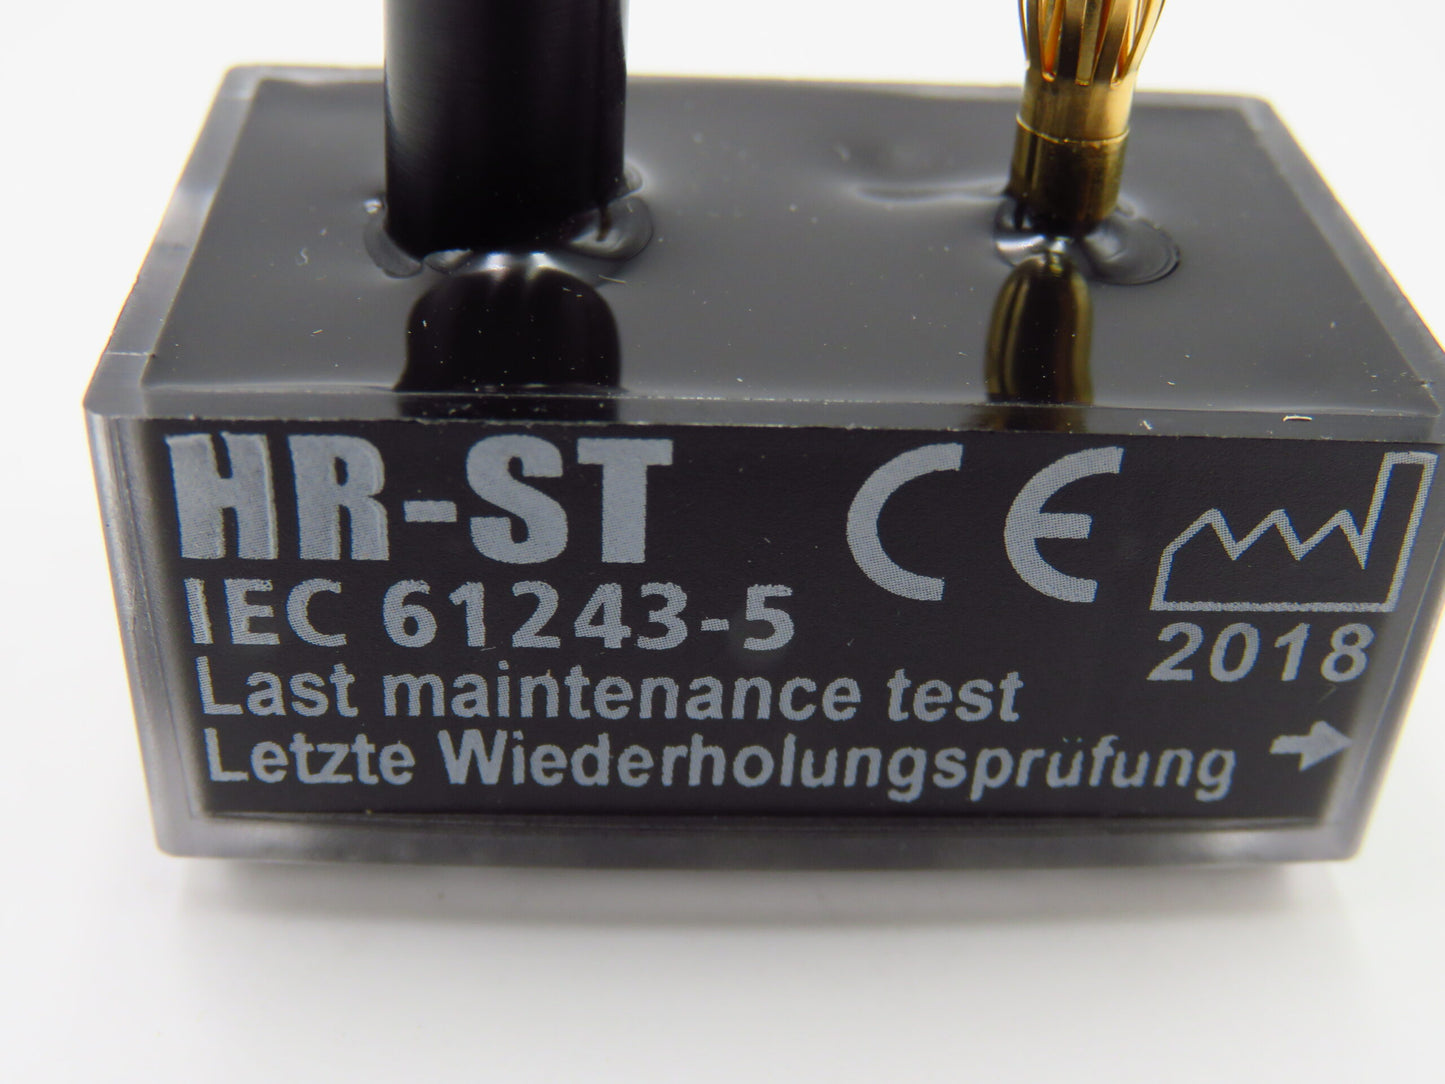 HR-ST CE
IEC 61243-5
2018
Last maintenance test
Letzte Wiederholungsprüfung